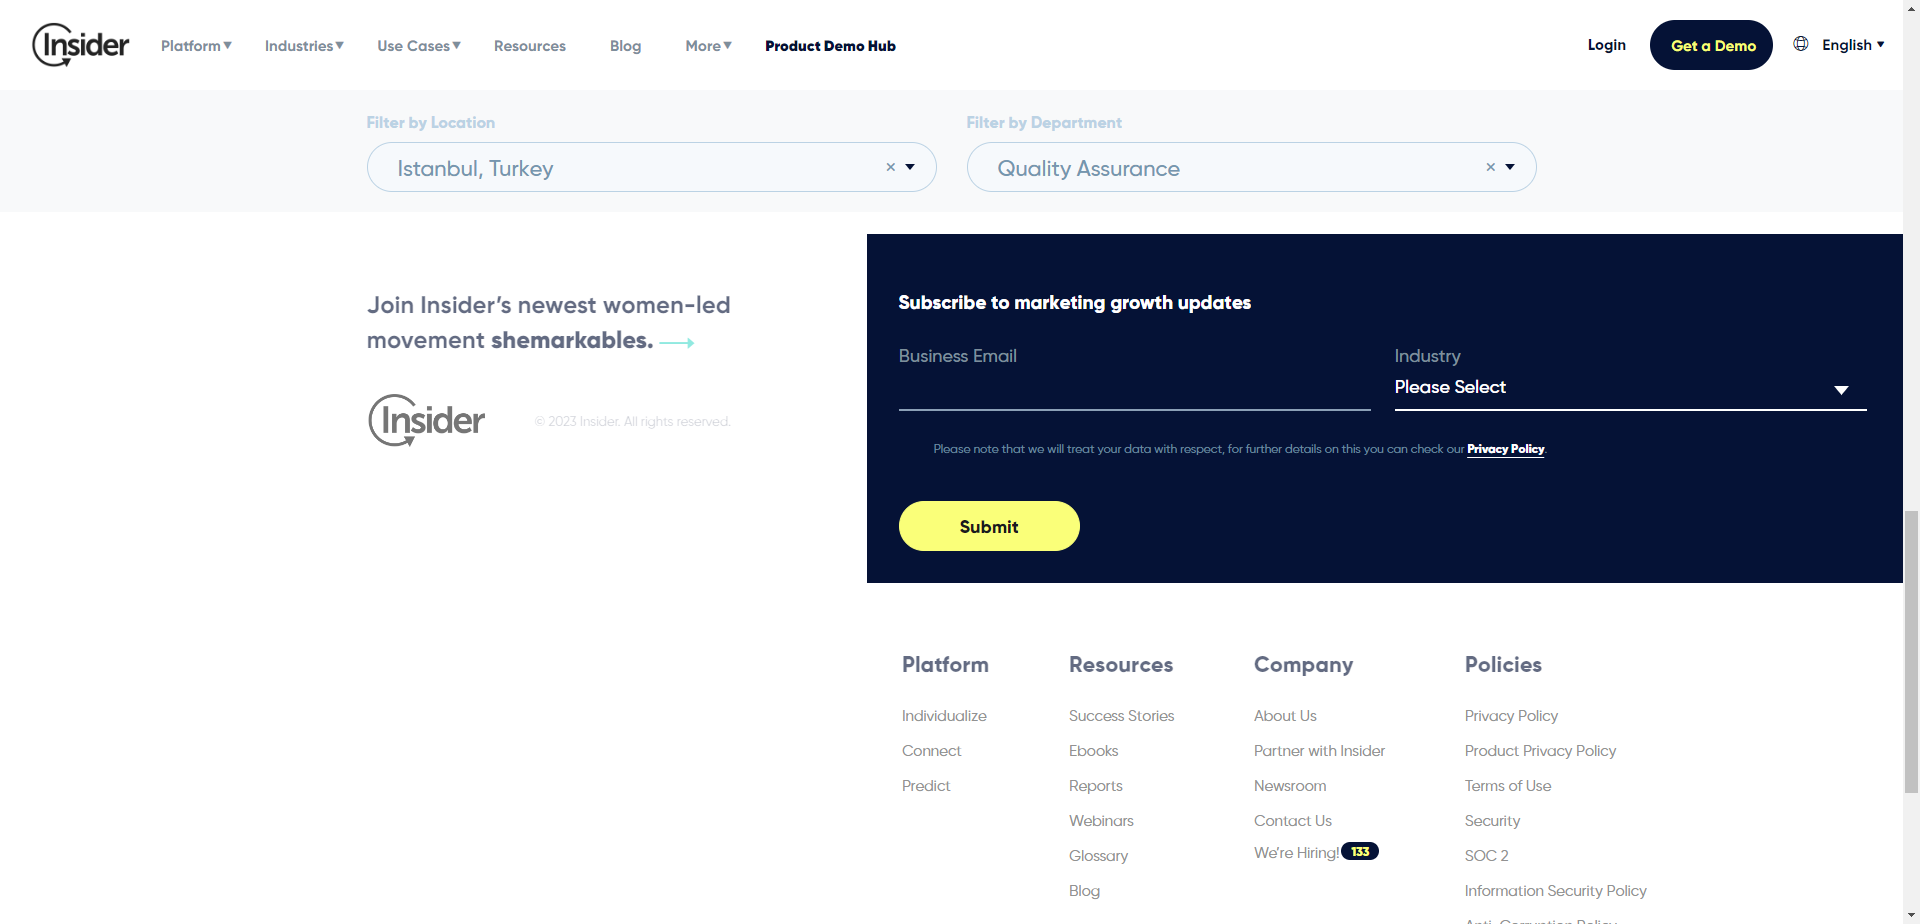 Insider
Platform ▾ Industries ▾ Use Cases ▾ Resources Blog More ▾ Product Demo Hub Login Get a Demo English ▾
Filter by Location Filter by Department
Istanbul, Turkey × Quality Assurance ×
Join Insider's newest women-led
movement shemarkables.
Insider © 2023 Insider. All rights reserved.
Subscribe to marketing growth updates
Business Email Industry
Please Select
Please note that we will treat your data with respect, for further details on this you can check our Privacy Policy.
Submit
Platform
Individualize
Connect
Predict
Resources
Success Stories
Ebooks
Reports
Webinars
Glossary
Blog
Company
About Us
Partner with Insider
Newsroom
Contact Us
We're Hiring! 133
Policies
Privacy Policy
Product Privacy Policy
Terms of Use
Security
SOC 2
Information Security Policy
Anti-Corruption Policy